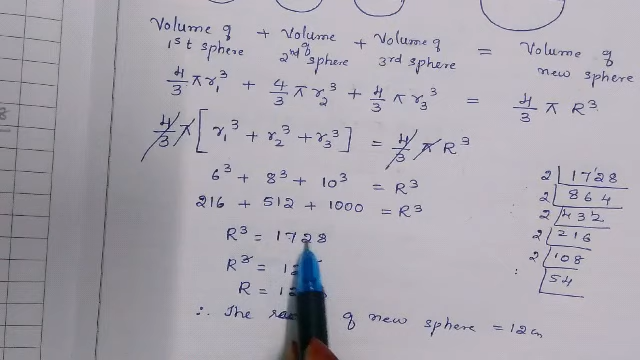 Volume of 1st sphere + Volume of 2nd sphere + Volume of 3rd sphere = Volume of new sphere
4/3 π r₁³ + 4/3 π r₂³ + 4/3 π r₃³ = 4/3 π R³
4/3 π [r₁³ + r₂³ + r₃³] = 4/3 π R³
6³ + 8³ + 10³ = R³
216 + 512 + 1000 = R³
R³ = 1728
R³ = 12
R = 12
∴ The of new sphere = 12cm
2 | 1728
2 | 864
2 | 432
2 | 216
2 | 108
54